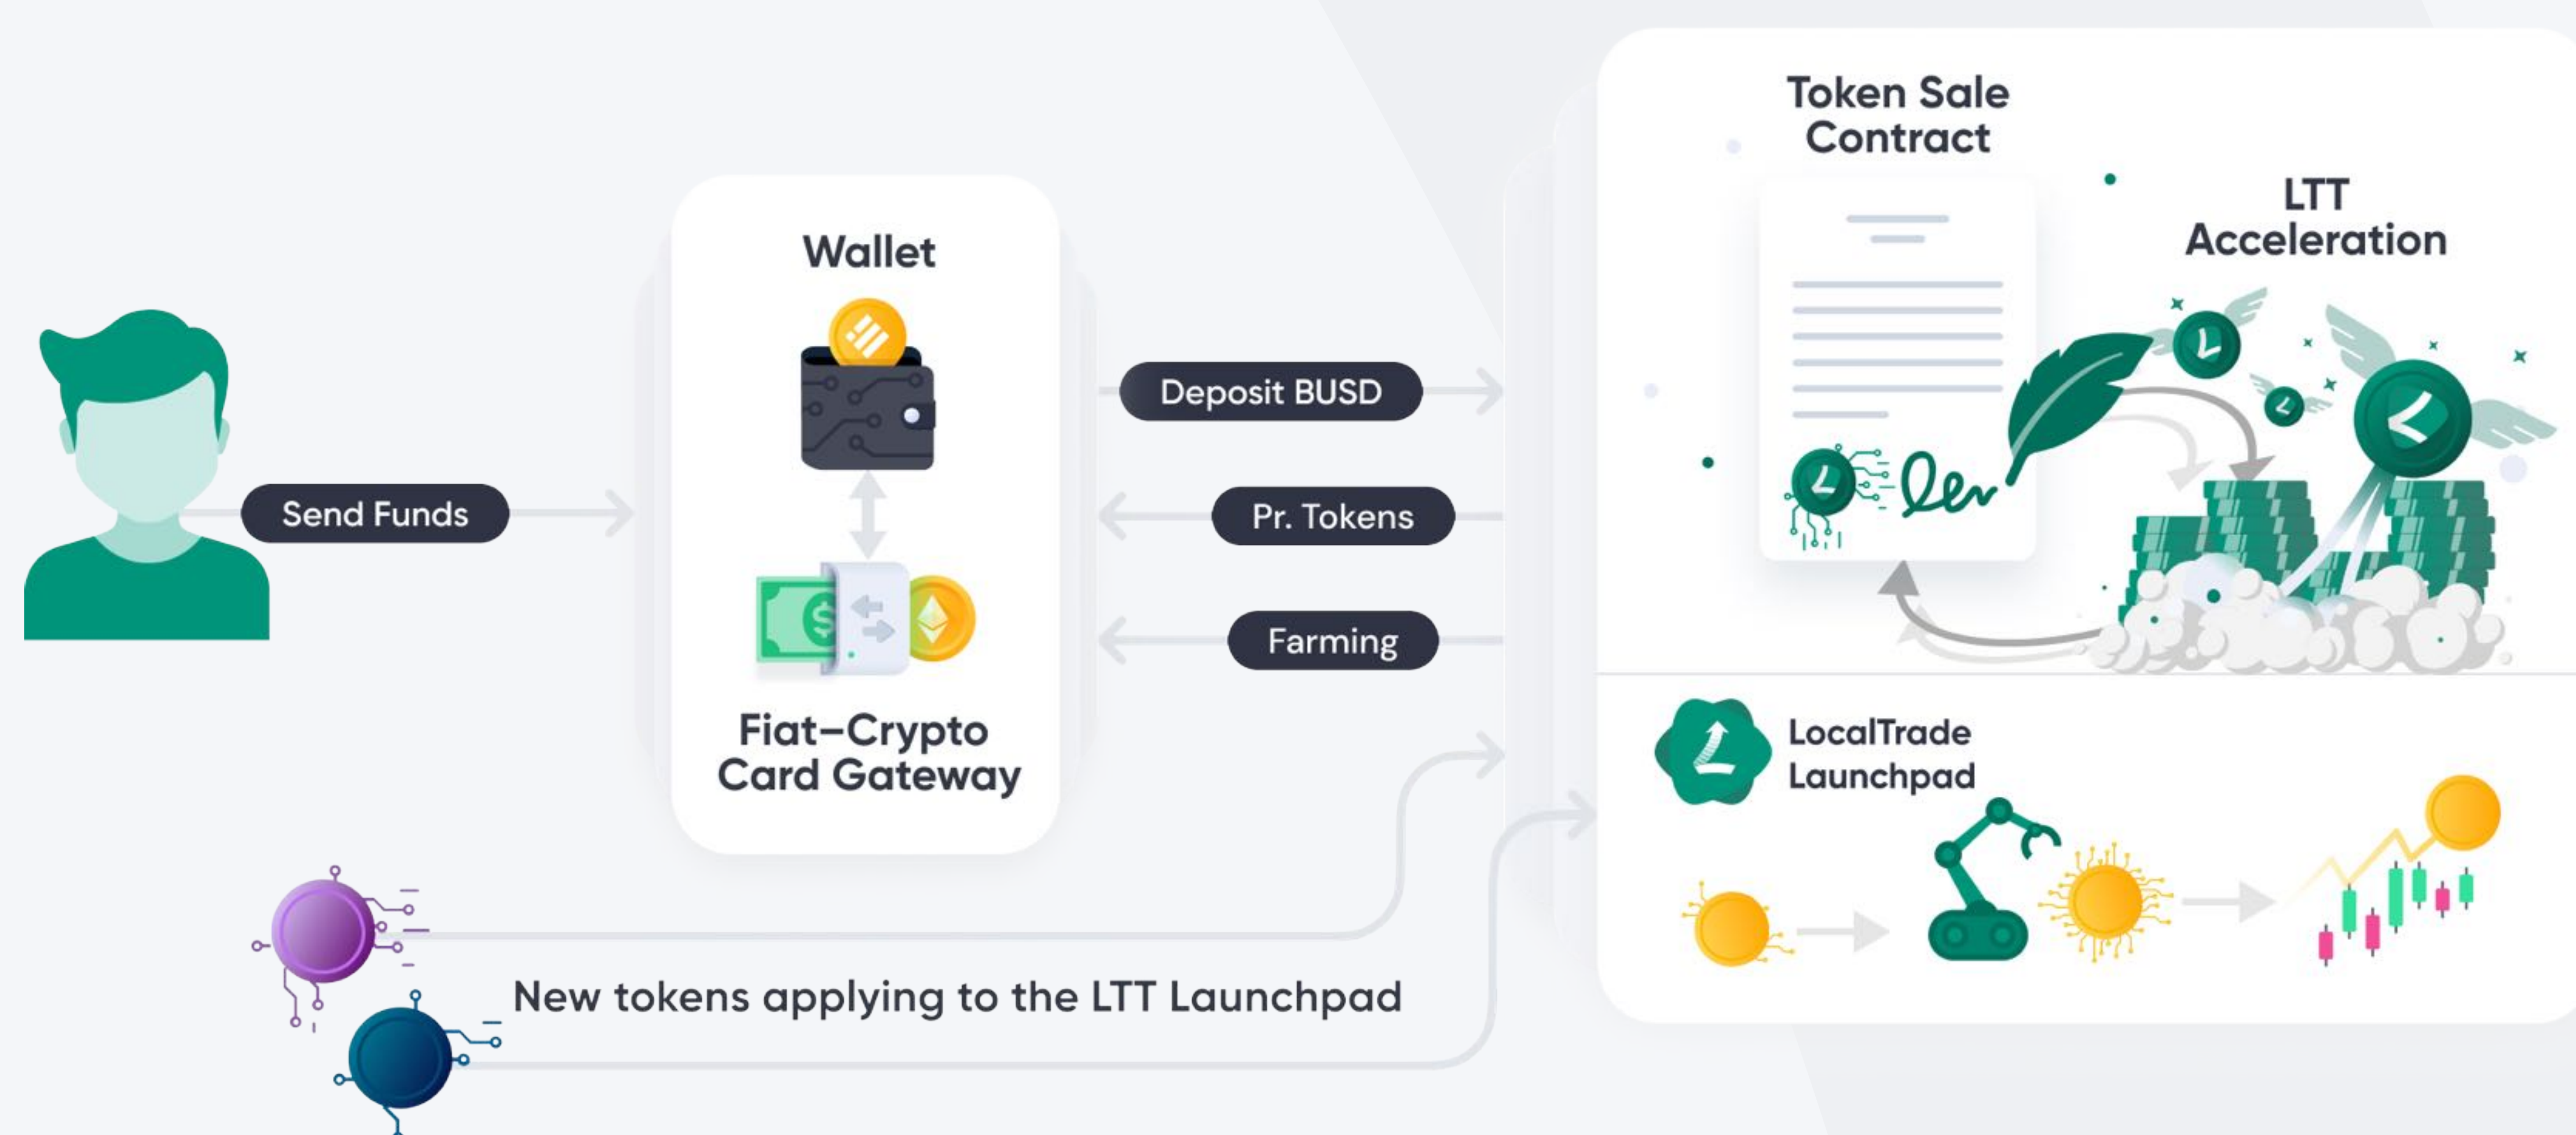 Send Funds
Wallet
Fiat–Crypto
Card Gateway
Deposit BUSD
Pr. Tokens
Farming
New tokens applying to the LTT Launchpad
Token Sale
Contract
LTT
Acceleration
LocalTrade
Launchpad